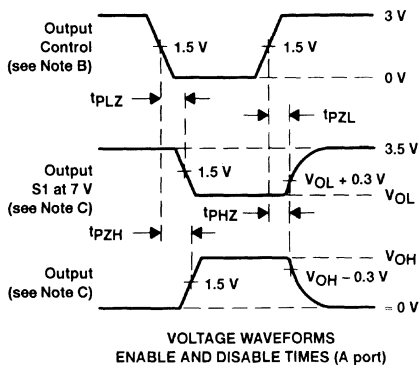 Output
Control
(see Note B)
1.5 V
1.5 V
3 V
0 V
tPLZ
tPZL
Output
S1 at 7 V
(see Note C)
3.5 V
1.5 V
VOL + 0.3 V
VOL
tPHZ
tPZH
Output
(see Note C)
1.5 V
VOH
VOH – 0.3 V
≈ 0 V
VOLTAGE WAVEFORMS
ENABLE AND DISABLE TIMES (A port)